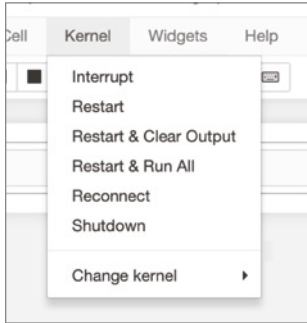 Cell Kernel Widgets Help
Interrupt
Restart
Restart & Clear Output
Restart & Run All
Reconnect
Shutdown
Change kernel